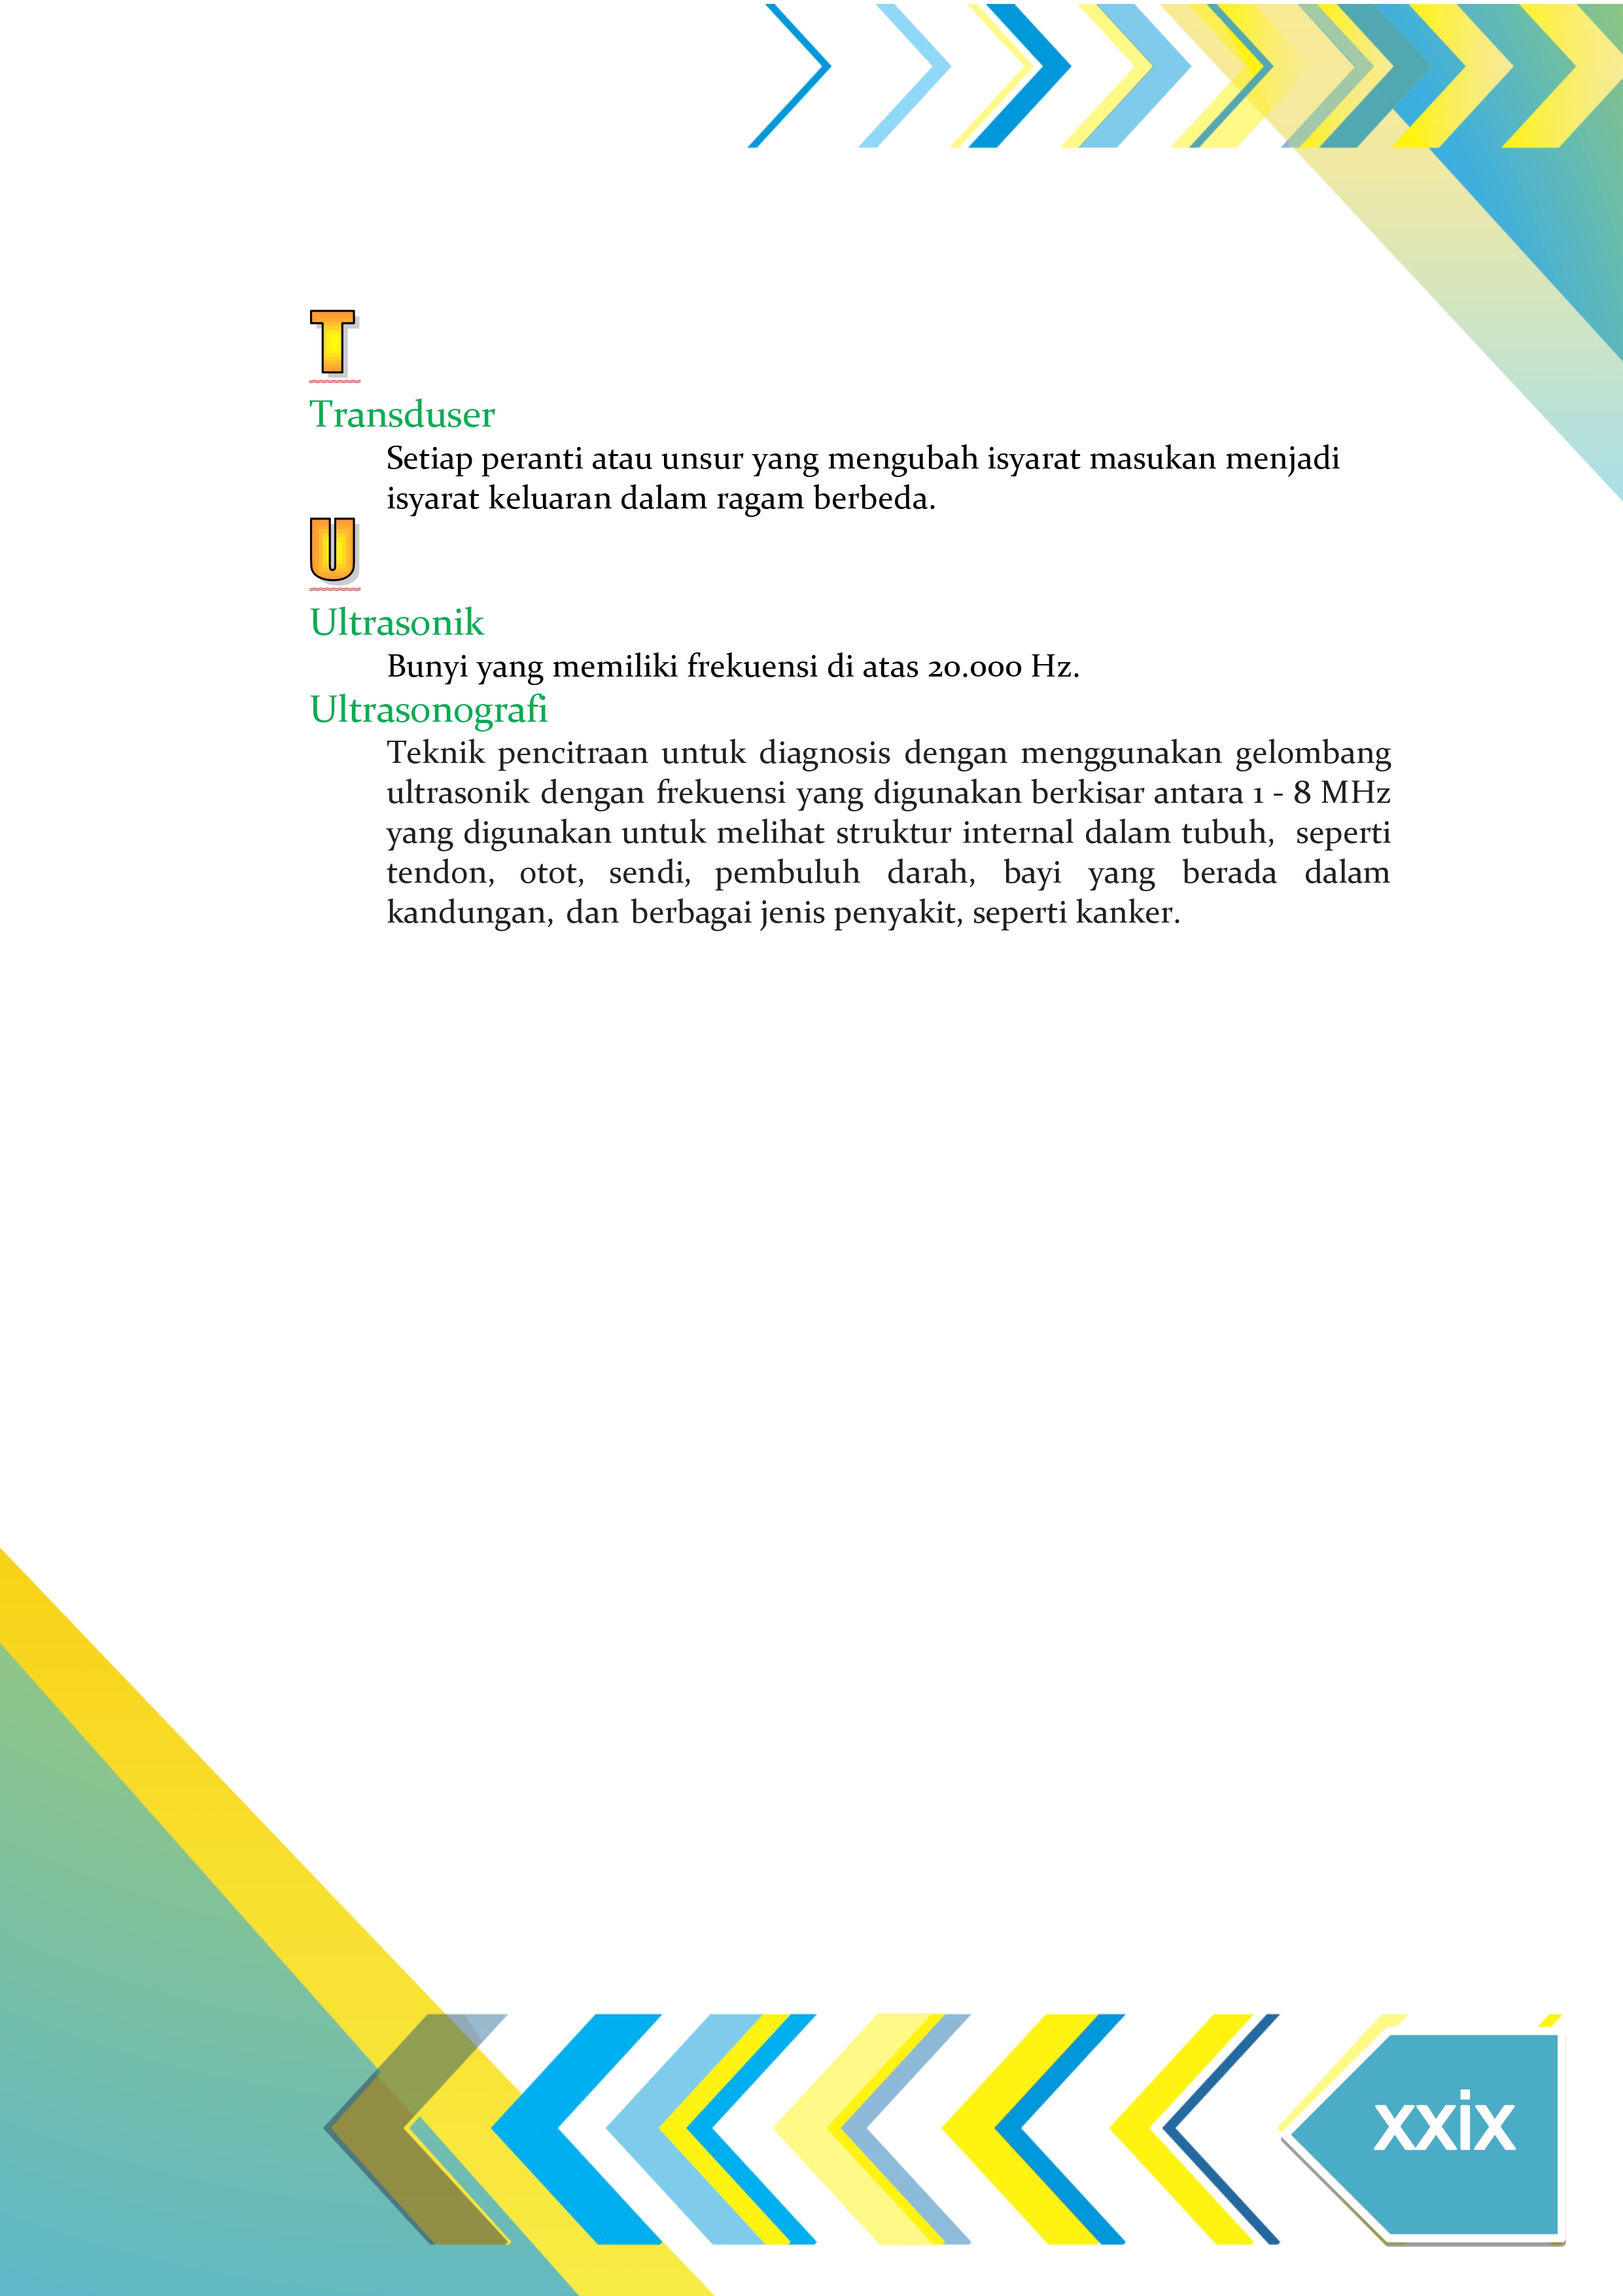 T
Transduser
Setiap peranti atau unsur yang mengubah isyarat masukan menjadi
isyarat keluaran dalam ragam berbeda.
U
Ultrasonik
Bunyi yang memiliki frekuensi di atas 20.000 Hz.
Ultrasonografi
Teknik pencitraan untuk diagnosis dengan menggunakan gelombang
ultrasonik dengan frekuensi yang digunakan berkisar antara 1 - 8 MHz
yang digunakan untuk melihat struktur internal dalam tubuh, seperti
tendon, otot, sendi, pembuluh darah, bayi yang berada dalam
kandungan, dan berbagai jenis penyakit, seperti kanker.
xxix